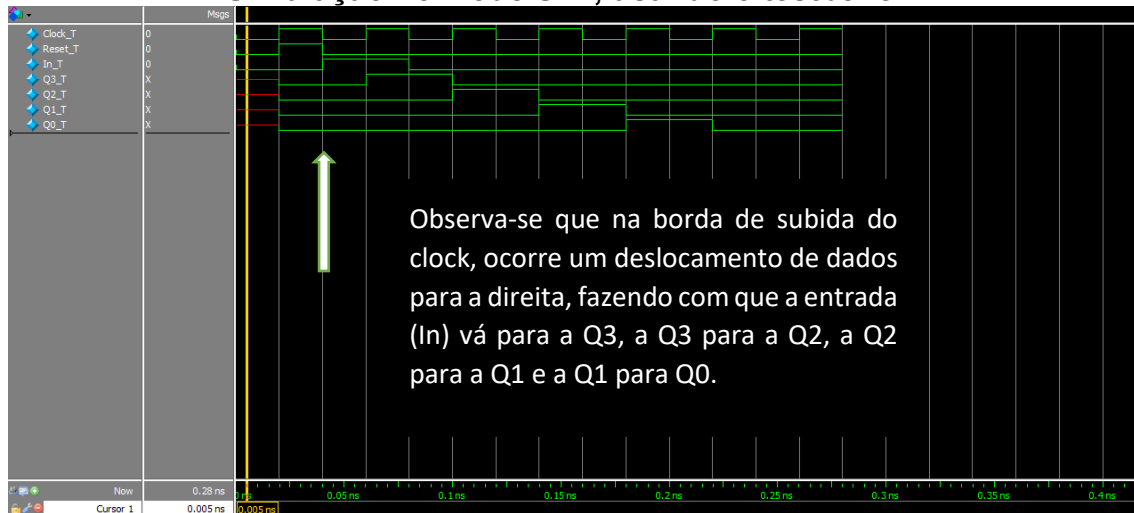 Msgs
Clock_T 0
Reset_T 0
In_T 0
Q3_T X
Q2_T X
Q1_T X
Q0_T X
Observa-se que na borda de subida do
clock, ocorre um deslocamento de dados
para a direita, fazendo com que a entrada
(In) vá para a Q3, a Q3 para a Q2, a Q2
para a Q1 e a Q1 para Q0.
Now 0.28 ns 0.05 ns 0.1 ns 0.15 ns 0.2 ns 0.25 ns 0.3 ns 0.35 ns 0.4 ns
Cursor 1 0.005 ns 0.005 ns